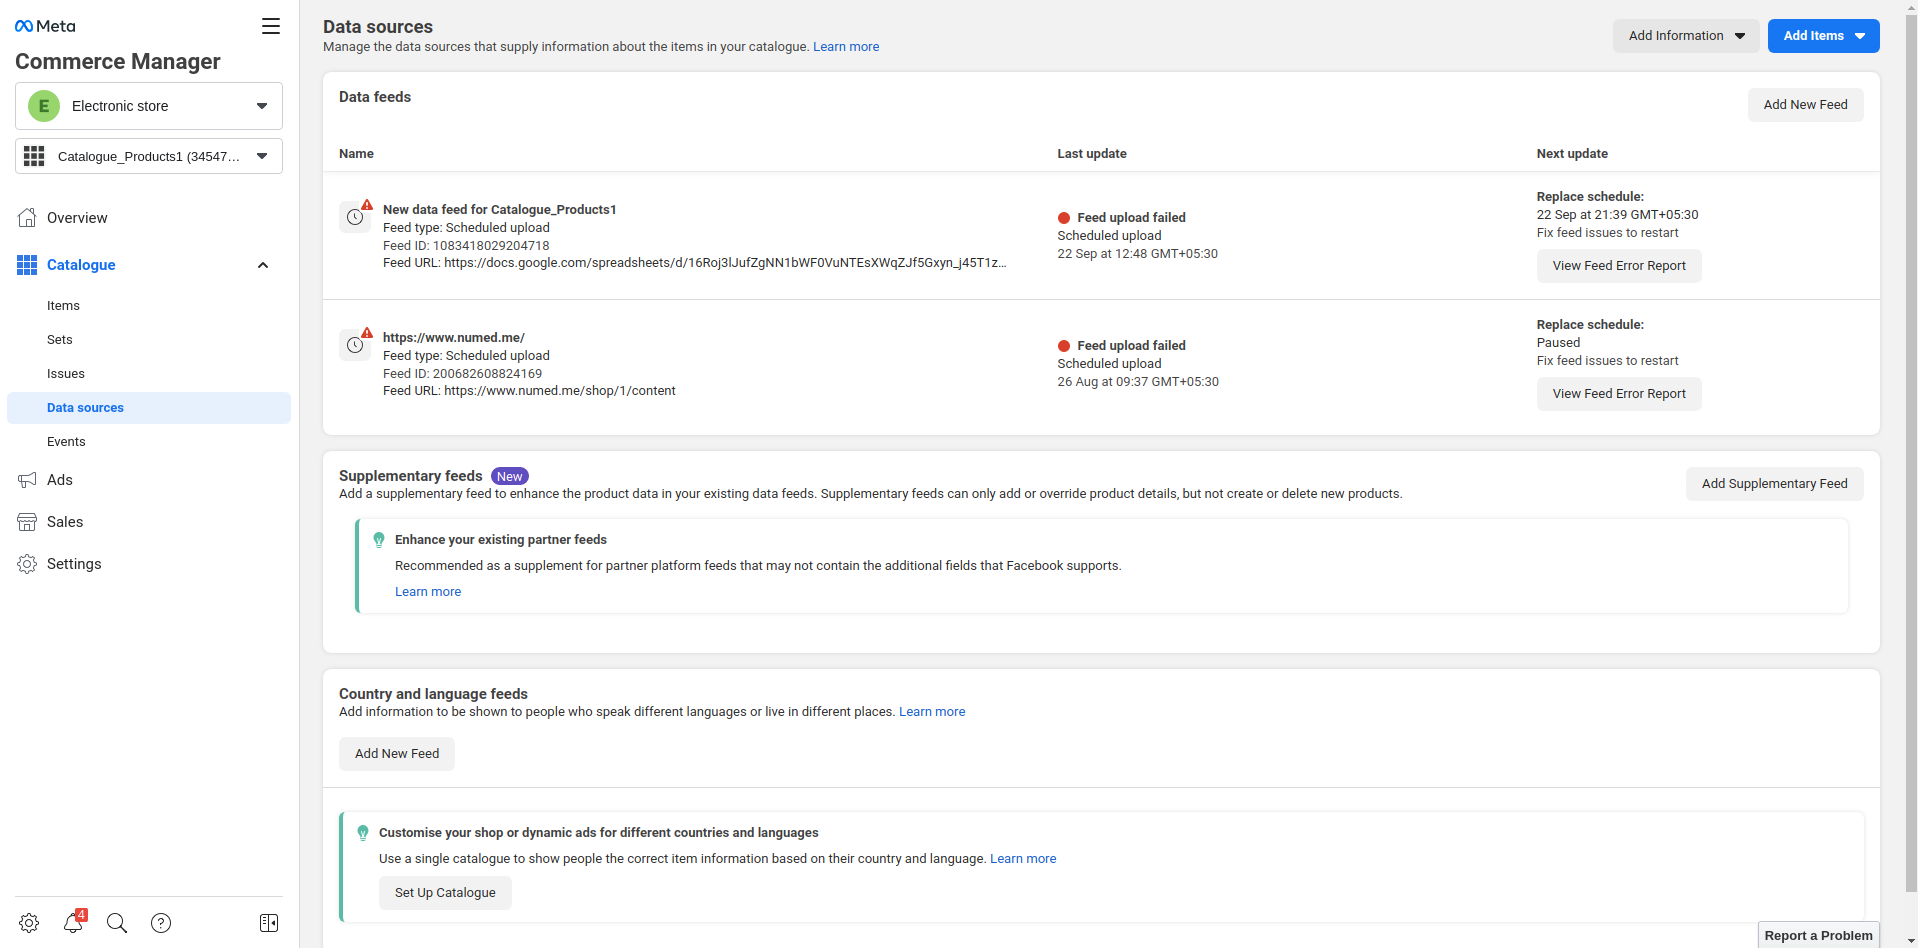 Meta
Commerce Manager
E Electronic store
Catalogue_Products1 (34547...
Overview
Catalogue
Items
Sets
Issues
Data sources
Events
Ads
Sales
Settings
4
Data sources
Manage the data sources that supply information about the items in your catalogue. Learn more
Add Information
Add Items
Data feeds
Add New Feed
Name Last update Next update
New data feed for Catalogue_Products1
Feed type: Scheduled upload
Feed ID: 1083418029204718
Feed URL: https://docs.google.com/spreadsheets/d/16Roj3lJufZgNN1bWF0VuNTEsXWqZJf5Gxyn_j45T1z...
Feed upload failed
Scheduled upload
22 Sep at 12:48 GMT+05:30
Replace schedule:
22 Sep at 21:39 GMT+05:30
Fix feed issues to restart
View Feed Error Report
https://www.numed.me/
Feed type: Scheduled upload
Feed ID: 200682608824169
Feed URL: https://www.numed.me/shop/1/content
Feed upload failed
Scheduled upload
26 Aug at 09:37 GMT+05:30
Replace schedule:
Paused
Fix feed issues to restart
View Feed Error Report
Supplementary feeds New
Add a supplementary feed to enhance the product data in your existing data feeds. Supplementary feeds can only add or override product details, but not create or delete new products.
Add Supplementary Feed
Enhance your existing partner feeds
Recommended as a supplement for partner platform feeds that may not contain the additional fields that Facebook supports.
Learn more
Country and language feeds
Add information to be shown to people who speak different languages or live in different places. Learn more
Add New Feed
Customise your shop or dynamic ads for different countries and languages
Use a single catalogue to show people the correct item information based on their country and language. Learn more
Set Up Catalogue
Report a Problem